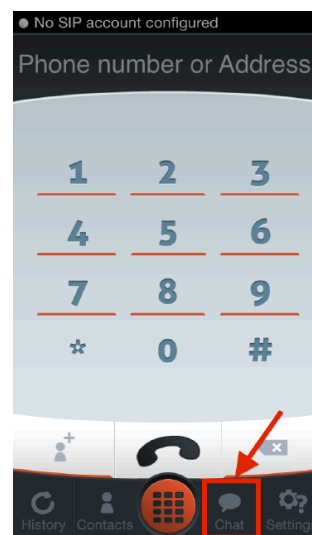 No SIP account configured
Phone number or Address
1 2 3
4 5 6
7 8 9
* 0 #
History Contacts Chat Settings